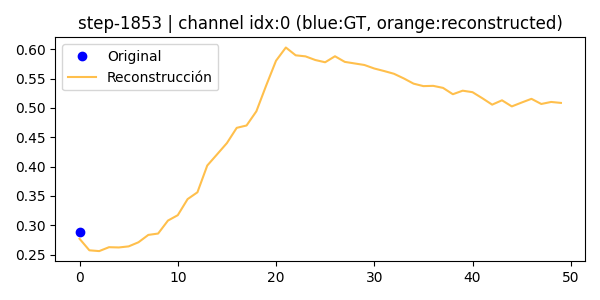 step-1853 | channel idx:0 (blue:GT, orange:reconstructed)
Original
Reconstrucción
0.60
0.55
0.50
0.45
0.40
0.35
0.30
0.25
0 10 20 30 40 50